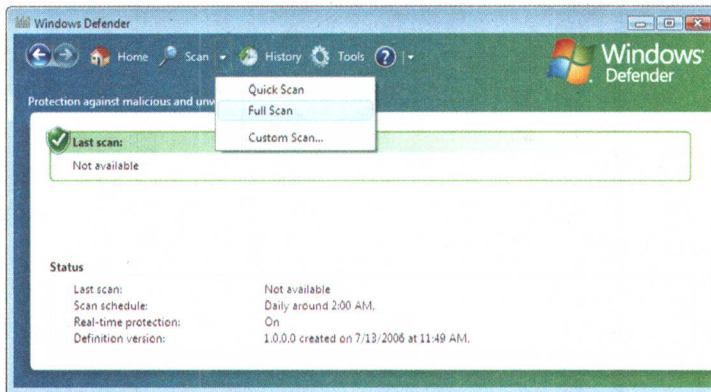 Windows Defender
Home Scan History Tools
Windows
Defender
Protection against malicious and unw
Quick Scan
Full Scan
Custom Scan...
Last scan:
Not available
Status
Last scan: Not available
Scan schedule: Daily around 2:00 AM.
Real-time protection: On
Definition version: 1.0.0.0 created on 7/13/2006 at 11:49 AM.